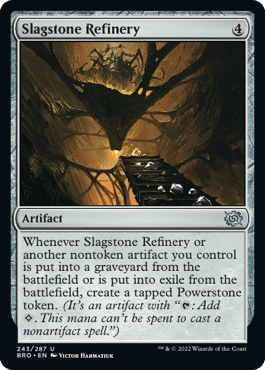 Slagstone Refinery 4
Artifact
Whenever Slagstone Refinery or
another nontoken artifact you control
is put into a graveyard from the
battlefield or is put into exile from the
battlefield, create a tapped Powerstone
token. (It's an artifact with “: Add
. This mana can't be spent to cast a
nonartifact spell.”)
243/287 U
BRO • EN VICTOR HARMATIUK
™ & © 2022 Wizards of the Coast